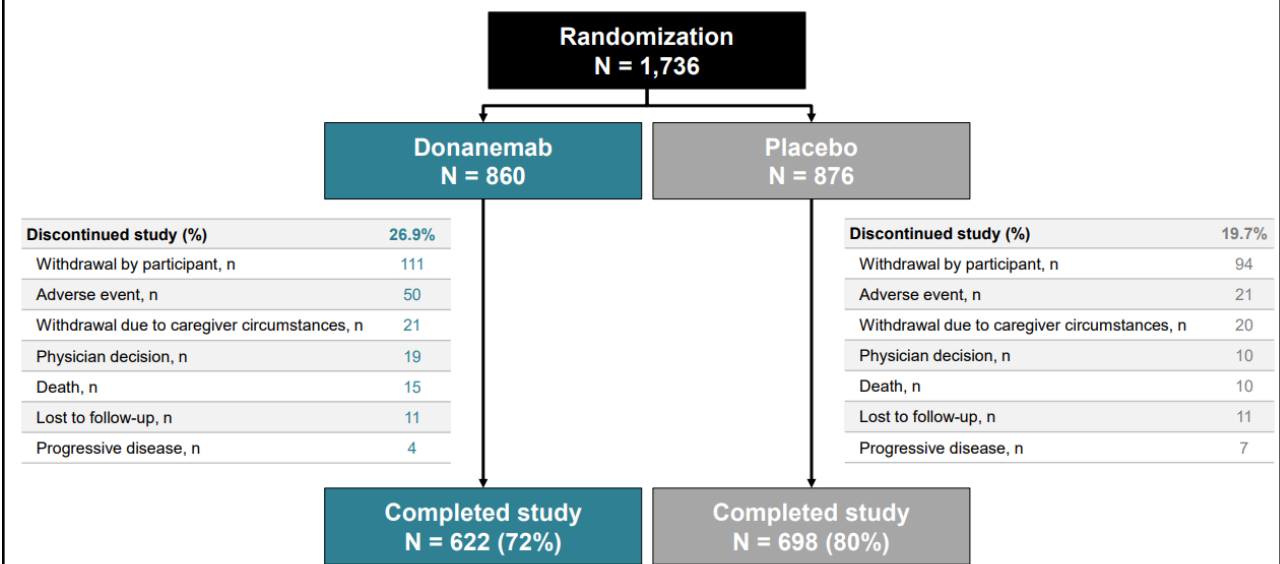 Randomization
N = 1,736
Donanemab
N = 860
Placebo
N = 876
Discontinued study (%) 26.9%
Withdrawal by participant, n 111
Adverse event, n 50
Withdrawal due to caregiver circumstances, n 21
Physician decision, n 19
Death, n 15
Lost to follow-up, n 11
Progressive disease, n 4
Discontinued study (%) 19.7%
Withdrawal by participant, n 94
Adverse event, n 21
Withdrawal due to caregiver circumstances, n 20
Physician decision, n 10
Death, n 10
Lost to follow-up, n 11
Progressive disease, n 7
Completed study
N = 622 (72%)
Completed study
N = 698 (80%)